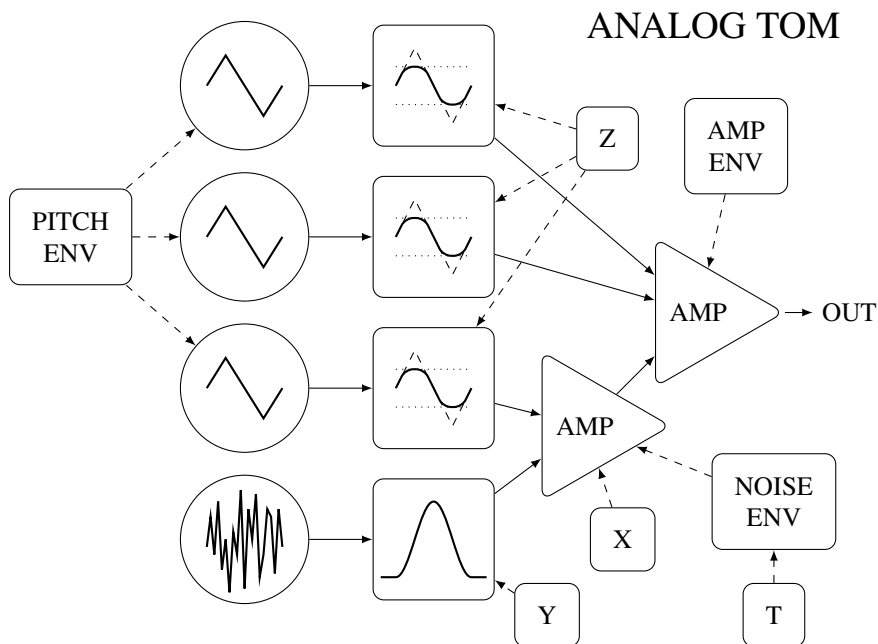 ANALOG TOM
Z
AMP
ENV
PITCH
ENV
AMP
OUT
AMP
NOISE
ENV
X
Y
T